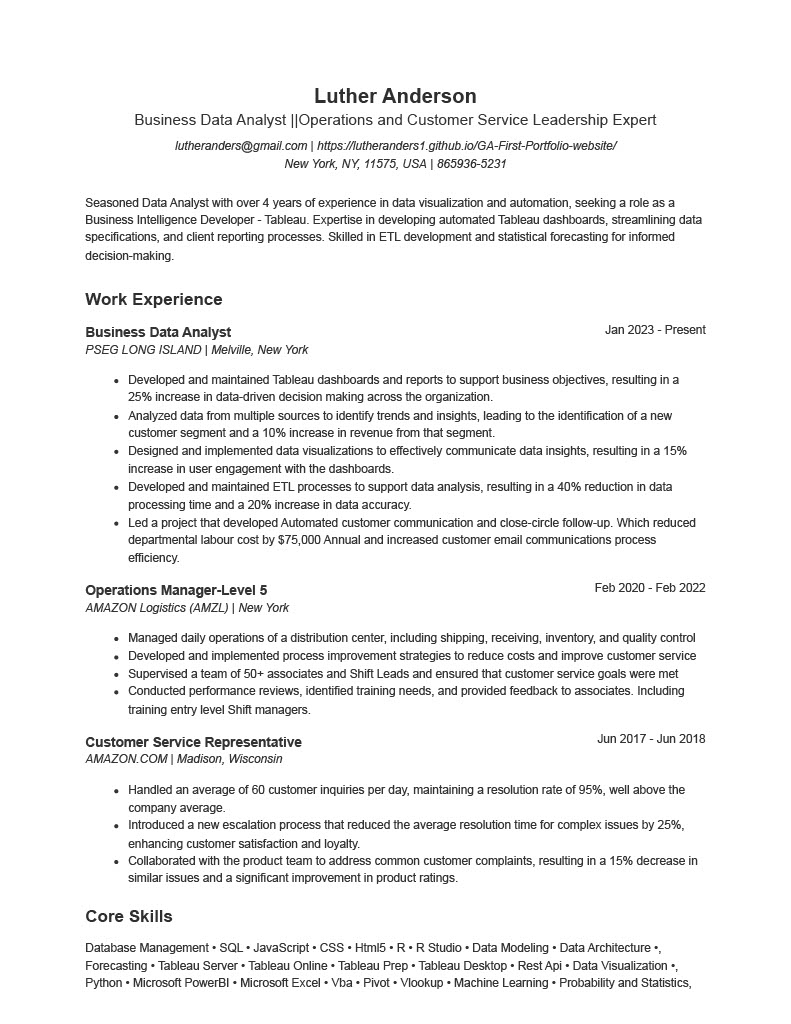 Luther Anderson
Business Data Analyst ||Operations and Customer Service Leadership Expert
lutheranders@gmail.com | https://lutheranders1.github.io/GA-First-Portfolio-website/
New York, NY, 11575, USA | 865936-5231
Seasoned Data Analyst with over 4 years of experience in data visualization and automation, seeking a role as a
Business Intelligence Developer - Tableau. Expertise in developing automated Tableau dashboards, streamlining data
specifications, and client reporting processes. Skilled in ETL development and statistical forecasting for informed
decision-making.
Work Experience
Business Data Analyst Jan 2023 - Present
PSEG LONG ISLAND | Melville, New York
• Developed and maintained Tableau dashboards and reports to support business objectives, resulting in a
25% increase in data-driven decision making across the organization.
• Analyzed data from multiple sources to identify trends and insights, leading to the identification of a new
customer segment and a 10% increase in revenue from that segment.
• Designed and implemented data visualizations to effectively communicate data insights, resulting in a 15%
increase in user engagement with the dashboards.
• Developed and maintained ETL processes to support data analysis, resulting in a 40% reduction in data
processing time and a 20% increase in data accuracy.
• Led a project that developed Automated customer communication and close-circle follow-up. Which reduced
departmental labour cost by $75,000 Annual and increased customer email communications process
efficiency.
Operations Manager-Level 5 Feb 2020 - Feb 2022
AMAZON Logistics (AMZL) | New York
• Managed daily operations of a distribution center, including shipping, receiving, inventory, and quality control
• Developed and implemented process improvement strategies to reduce costs and improve customer service
• Supervised a team of 50+ associates and Shift Leads and ensured that customer service goals were met
• Conducted performance reviews, identified training needs, and provided feedback to associates. Including
training entry level Shift managers.
Customer Service Representative Jun 2017 - Jun 2018
AMAZON.COM | Madison, Wisconsin
• Handled an average of 60 customer inquiries per day, maintaining a resolution rate of 95%, well above the
company average.
• Introduced a new escalation process that reduced the average resolution time for complex issues by 25%,
enhancing customer satisfaction and loyalty.
• Collaborated with the product team to address common customer complaints, resulting in a 15% decrease in
similar issues and a significant improvement in product ratings.
Core Skills
Database Management • SQL • JavaScript • CSS • Html5 • R • R Studio • Data Modeling • Data Architecture •,
Forecasting • Tableau Server • Tableau Online • Tableau Prep • Tableau Desktop • Rest Api • Data Visualization •,
Python • Microsoft PowerBI • Microsoft Excel • Vba • Pivot • Vlookup • Machine Learning • Probability and Statistics,